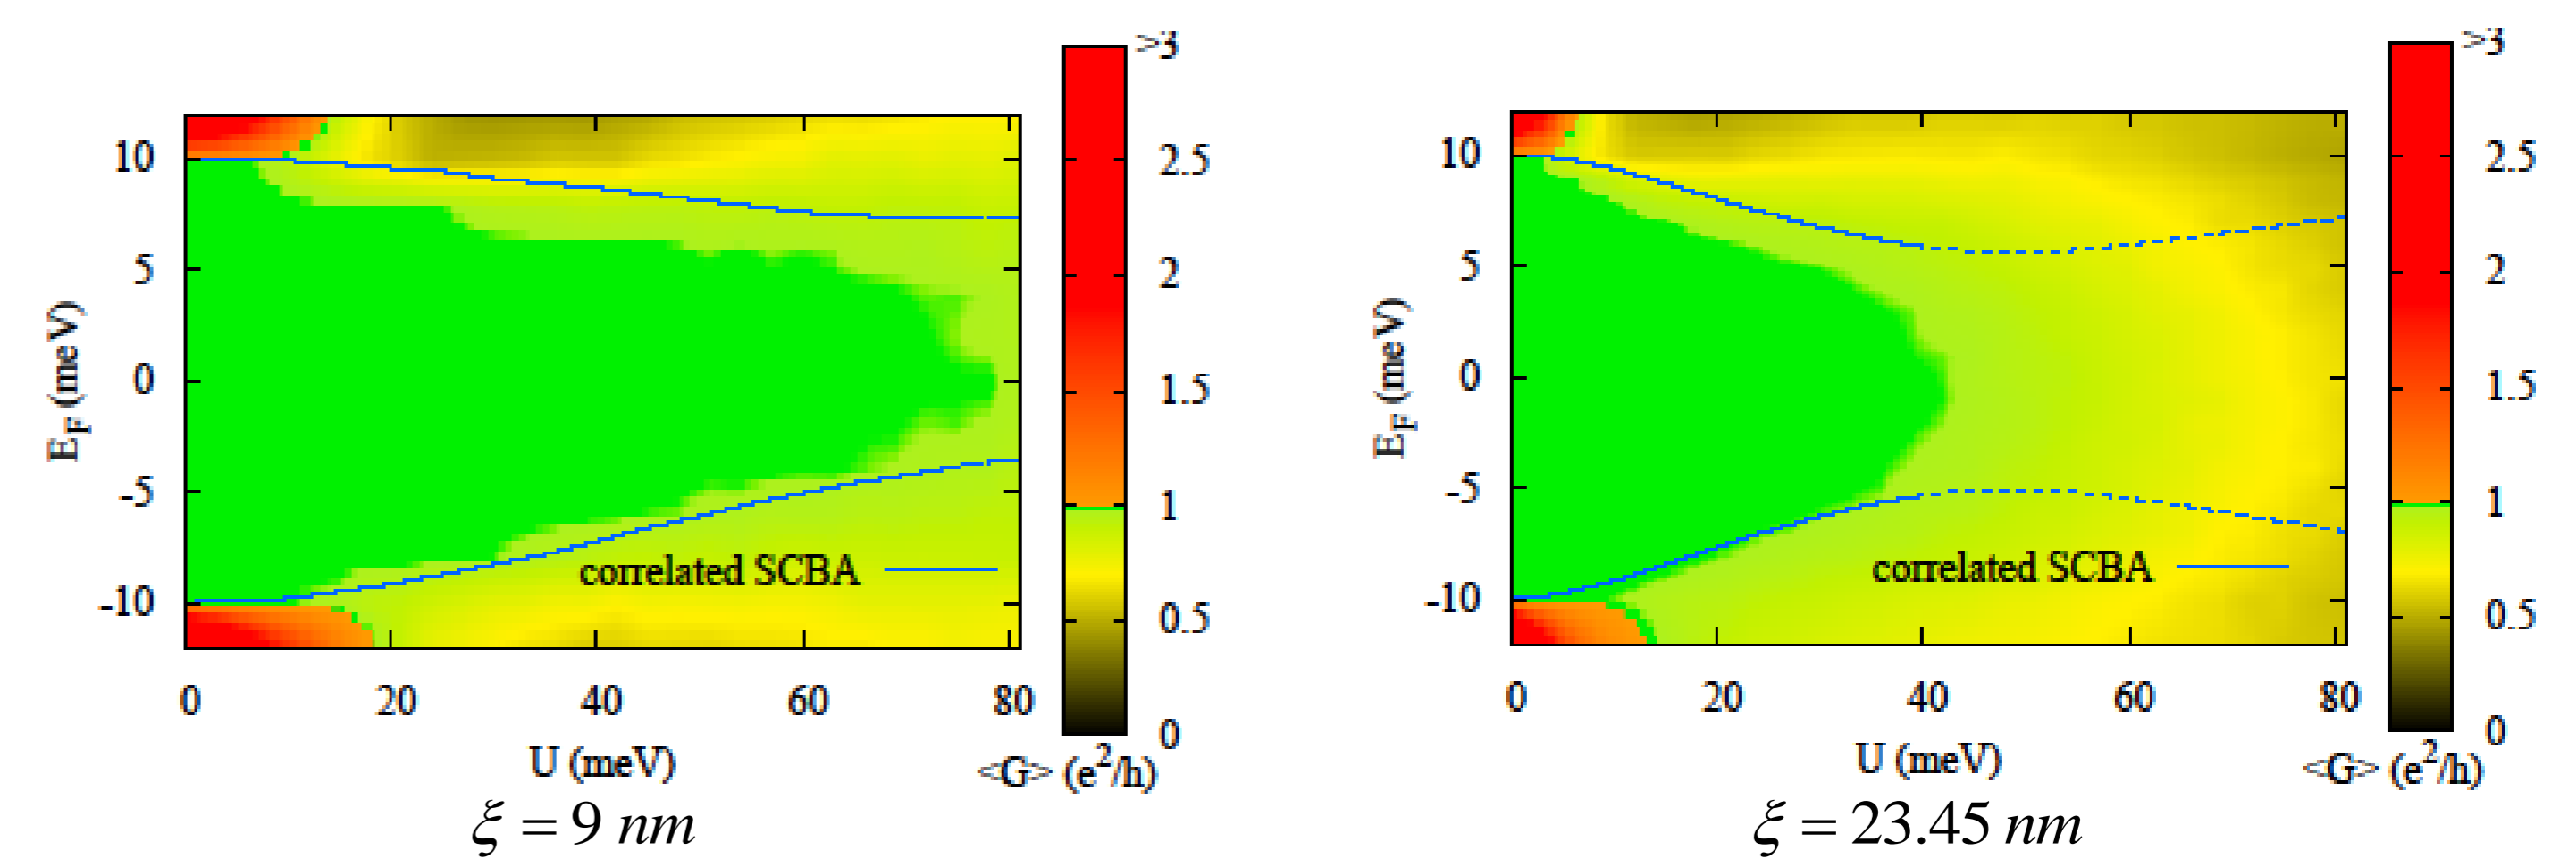 >3
10
5
0
-5
-10
E_F (meV)
correlated SCBA
0 20 40 60 80
U (meV)
2.5
2
1.5
1
0.5
0
<G> (e²/h)
ξ = 9 nm
>3
10
5
0
-5
-10
E_F (meV)
correlated SCBA
0 20 40 60 80
U (meV)
2.5
2
1.5
1
0.5
0
<G> (e²/h)
ξ = 23.45 nm